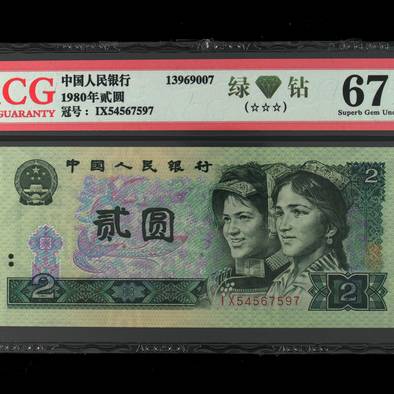 CG
GUARANTY
中国人民银行
1980年贰圆
冠号： IX54567597
13969007
绿 钻
(☆☆☆)
67
Superb Gem Unc
中国人民银行
2
贰圆
2
IX54567597
2